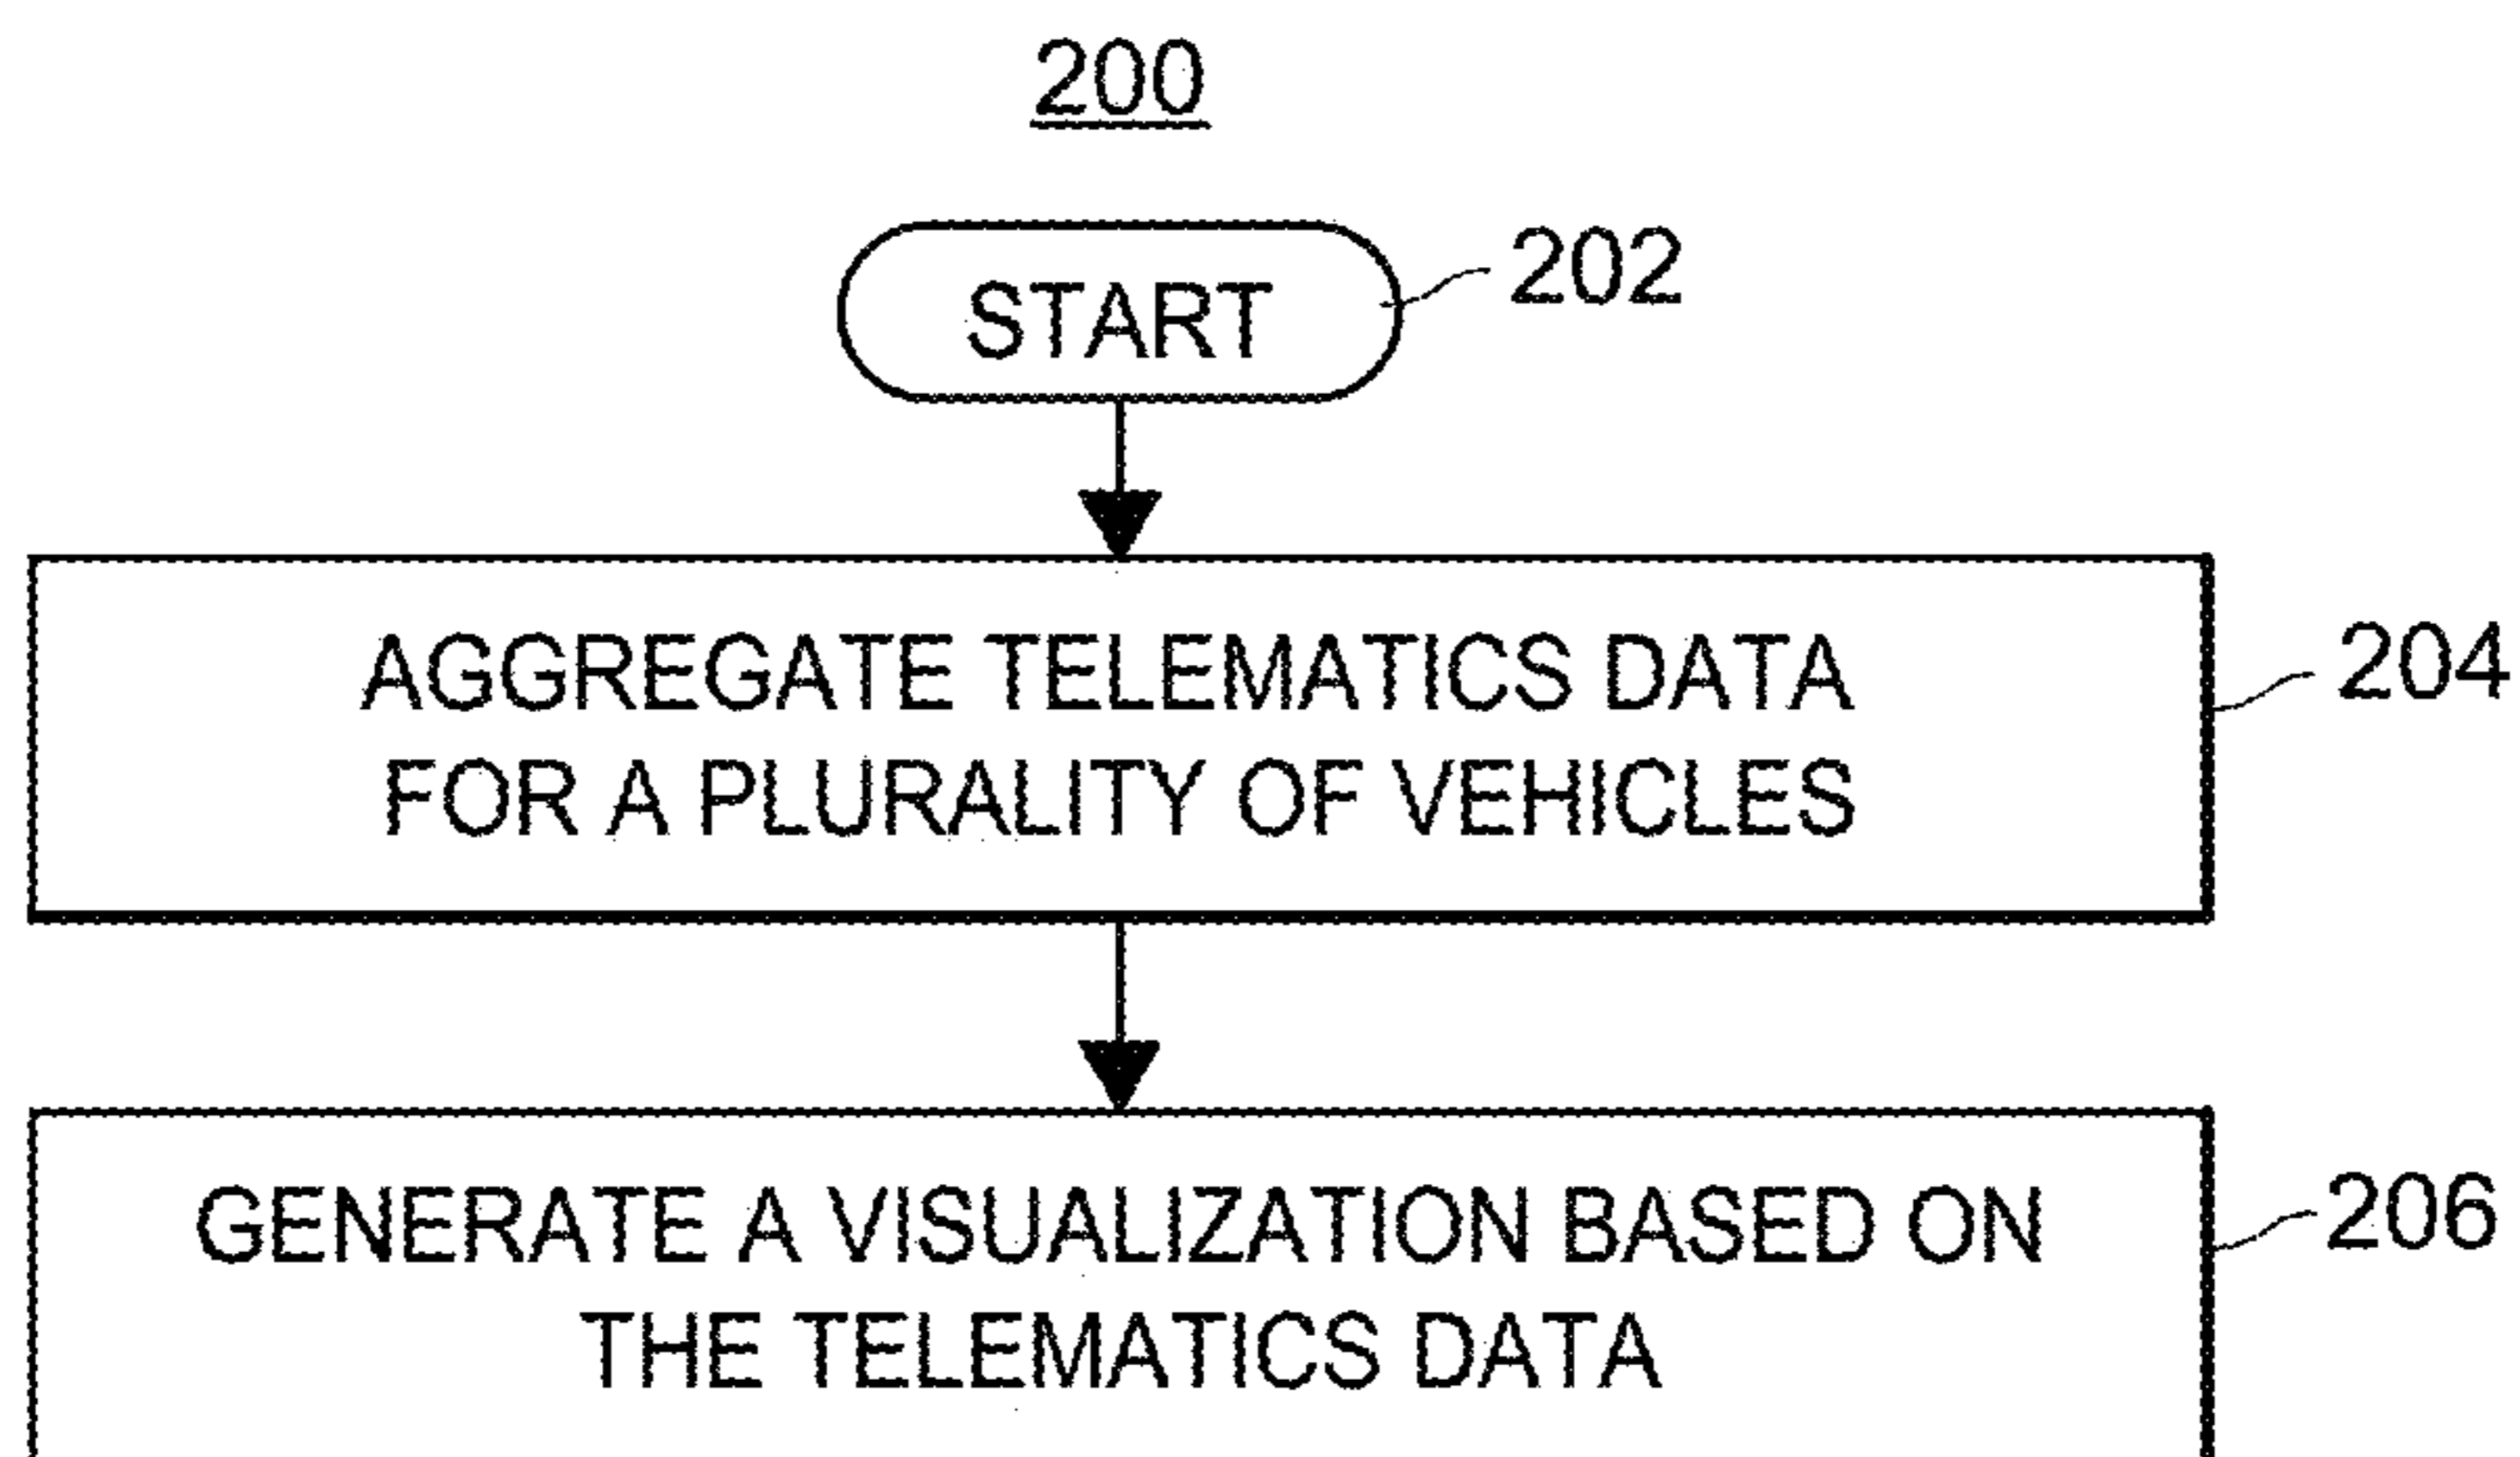 200
START
202
AGGREGATE TELEMATICS DATA
FOR A PLURALITY OF VEHICLES
204
GENERATE A VISUALIZATION BASED ON
THE TELEMATICS DATA
206